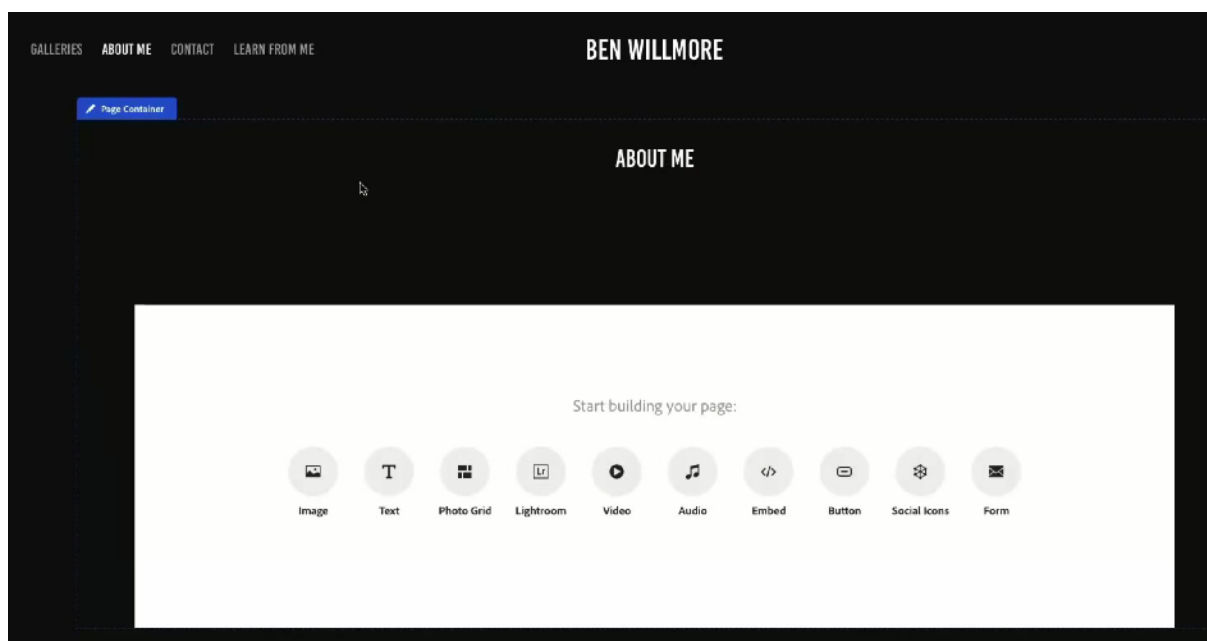 GALLERIES ABOUT ME CONTACT LEARN FROM ME
BEN WILLMORE
Page Container
ABOUT ME
Start building your page:
T Lr </>
Image Text Photo Grid Lightroom Video Audio Embed Button Social Icons Form